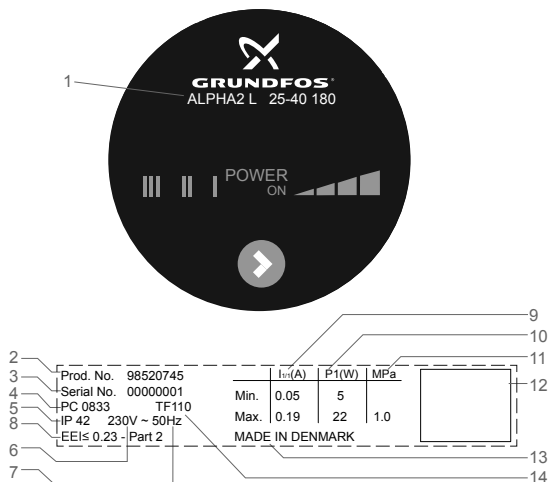 GRUNDFOS
1
ALPHA2 L 25-40 180
POWER
ON
9
10
11
12
2
3
4
5
8
6
7
Prod. No. 98520745
Serial No. 00000001
PC 0833 TF110
IP 42 230V ~ 50Hz
EEI≤ 0.23 - Part 2
I1/1(A) P1(W) MPa
Min. 0.05 5
Max. 0.19 22 1.0
MADE IN DENMARK
13
14